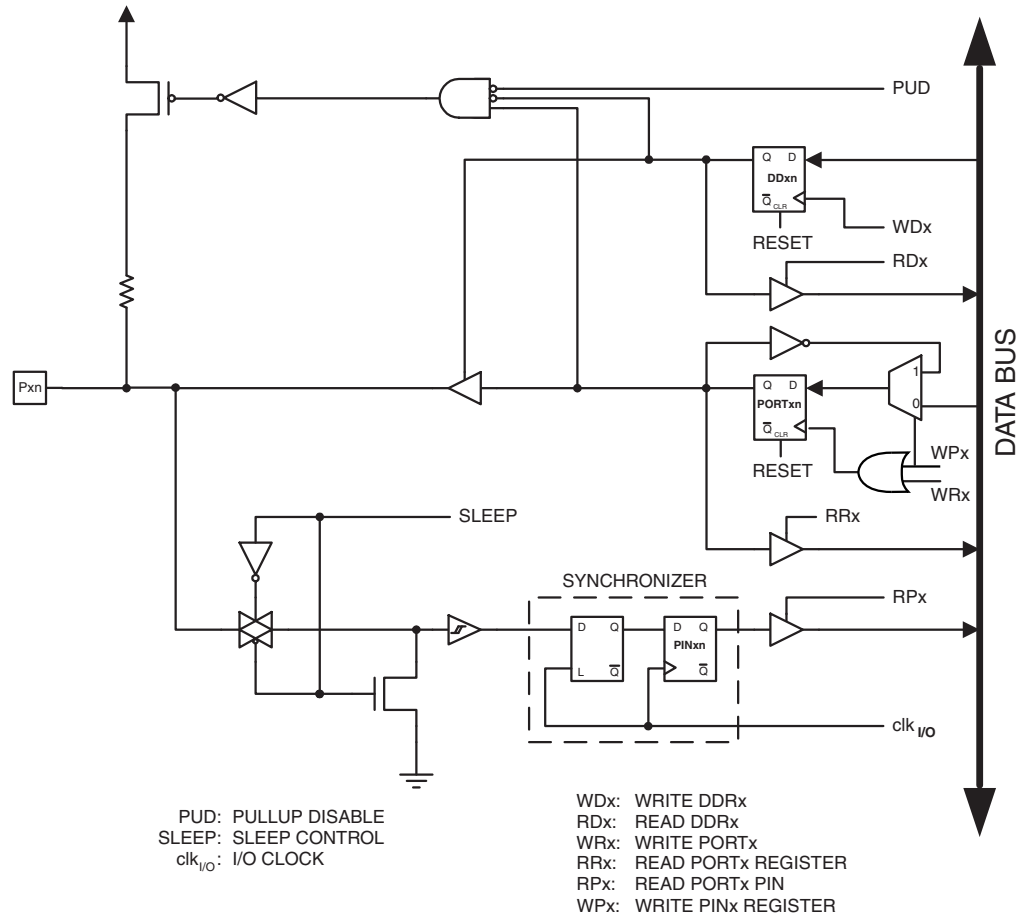 PUD
Q D
DDxn
Q CLR
WDx
RESET
RDx
Pxn
1
Q D
0
PORTxn
Q CLR
RESET
WPx
WRx
DATA BUS
SLEEP
RRx
SYNCHRONIZER
RPx
D Q
D Q
PINxn
L Q
Q
clk I/O
PUD: PULLUP DISABLE
SLEEP: SLEEP CONTROL
clkI/O: I/O CLOCK
WDx: WRITE DDRx
RDx: READ DDRx
WRx: WRITE PORTx
RRx: READ PORTx REGISTER
RPx: READ PORTx PIN
WPx: WRITE PINx REGISTER